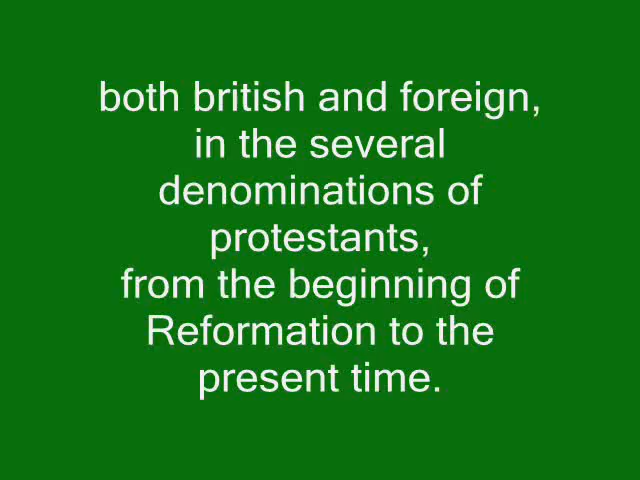 both british and foreign,
in the several
denominations of
protestants,
from the beginning of
Reformation to the
present time.